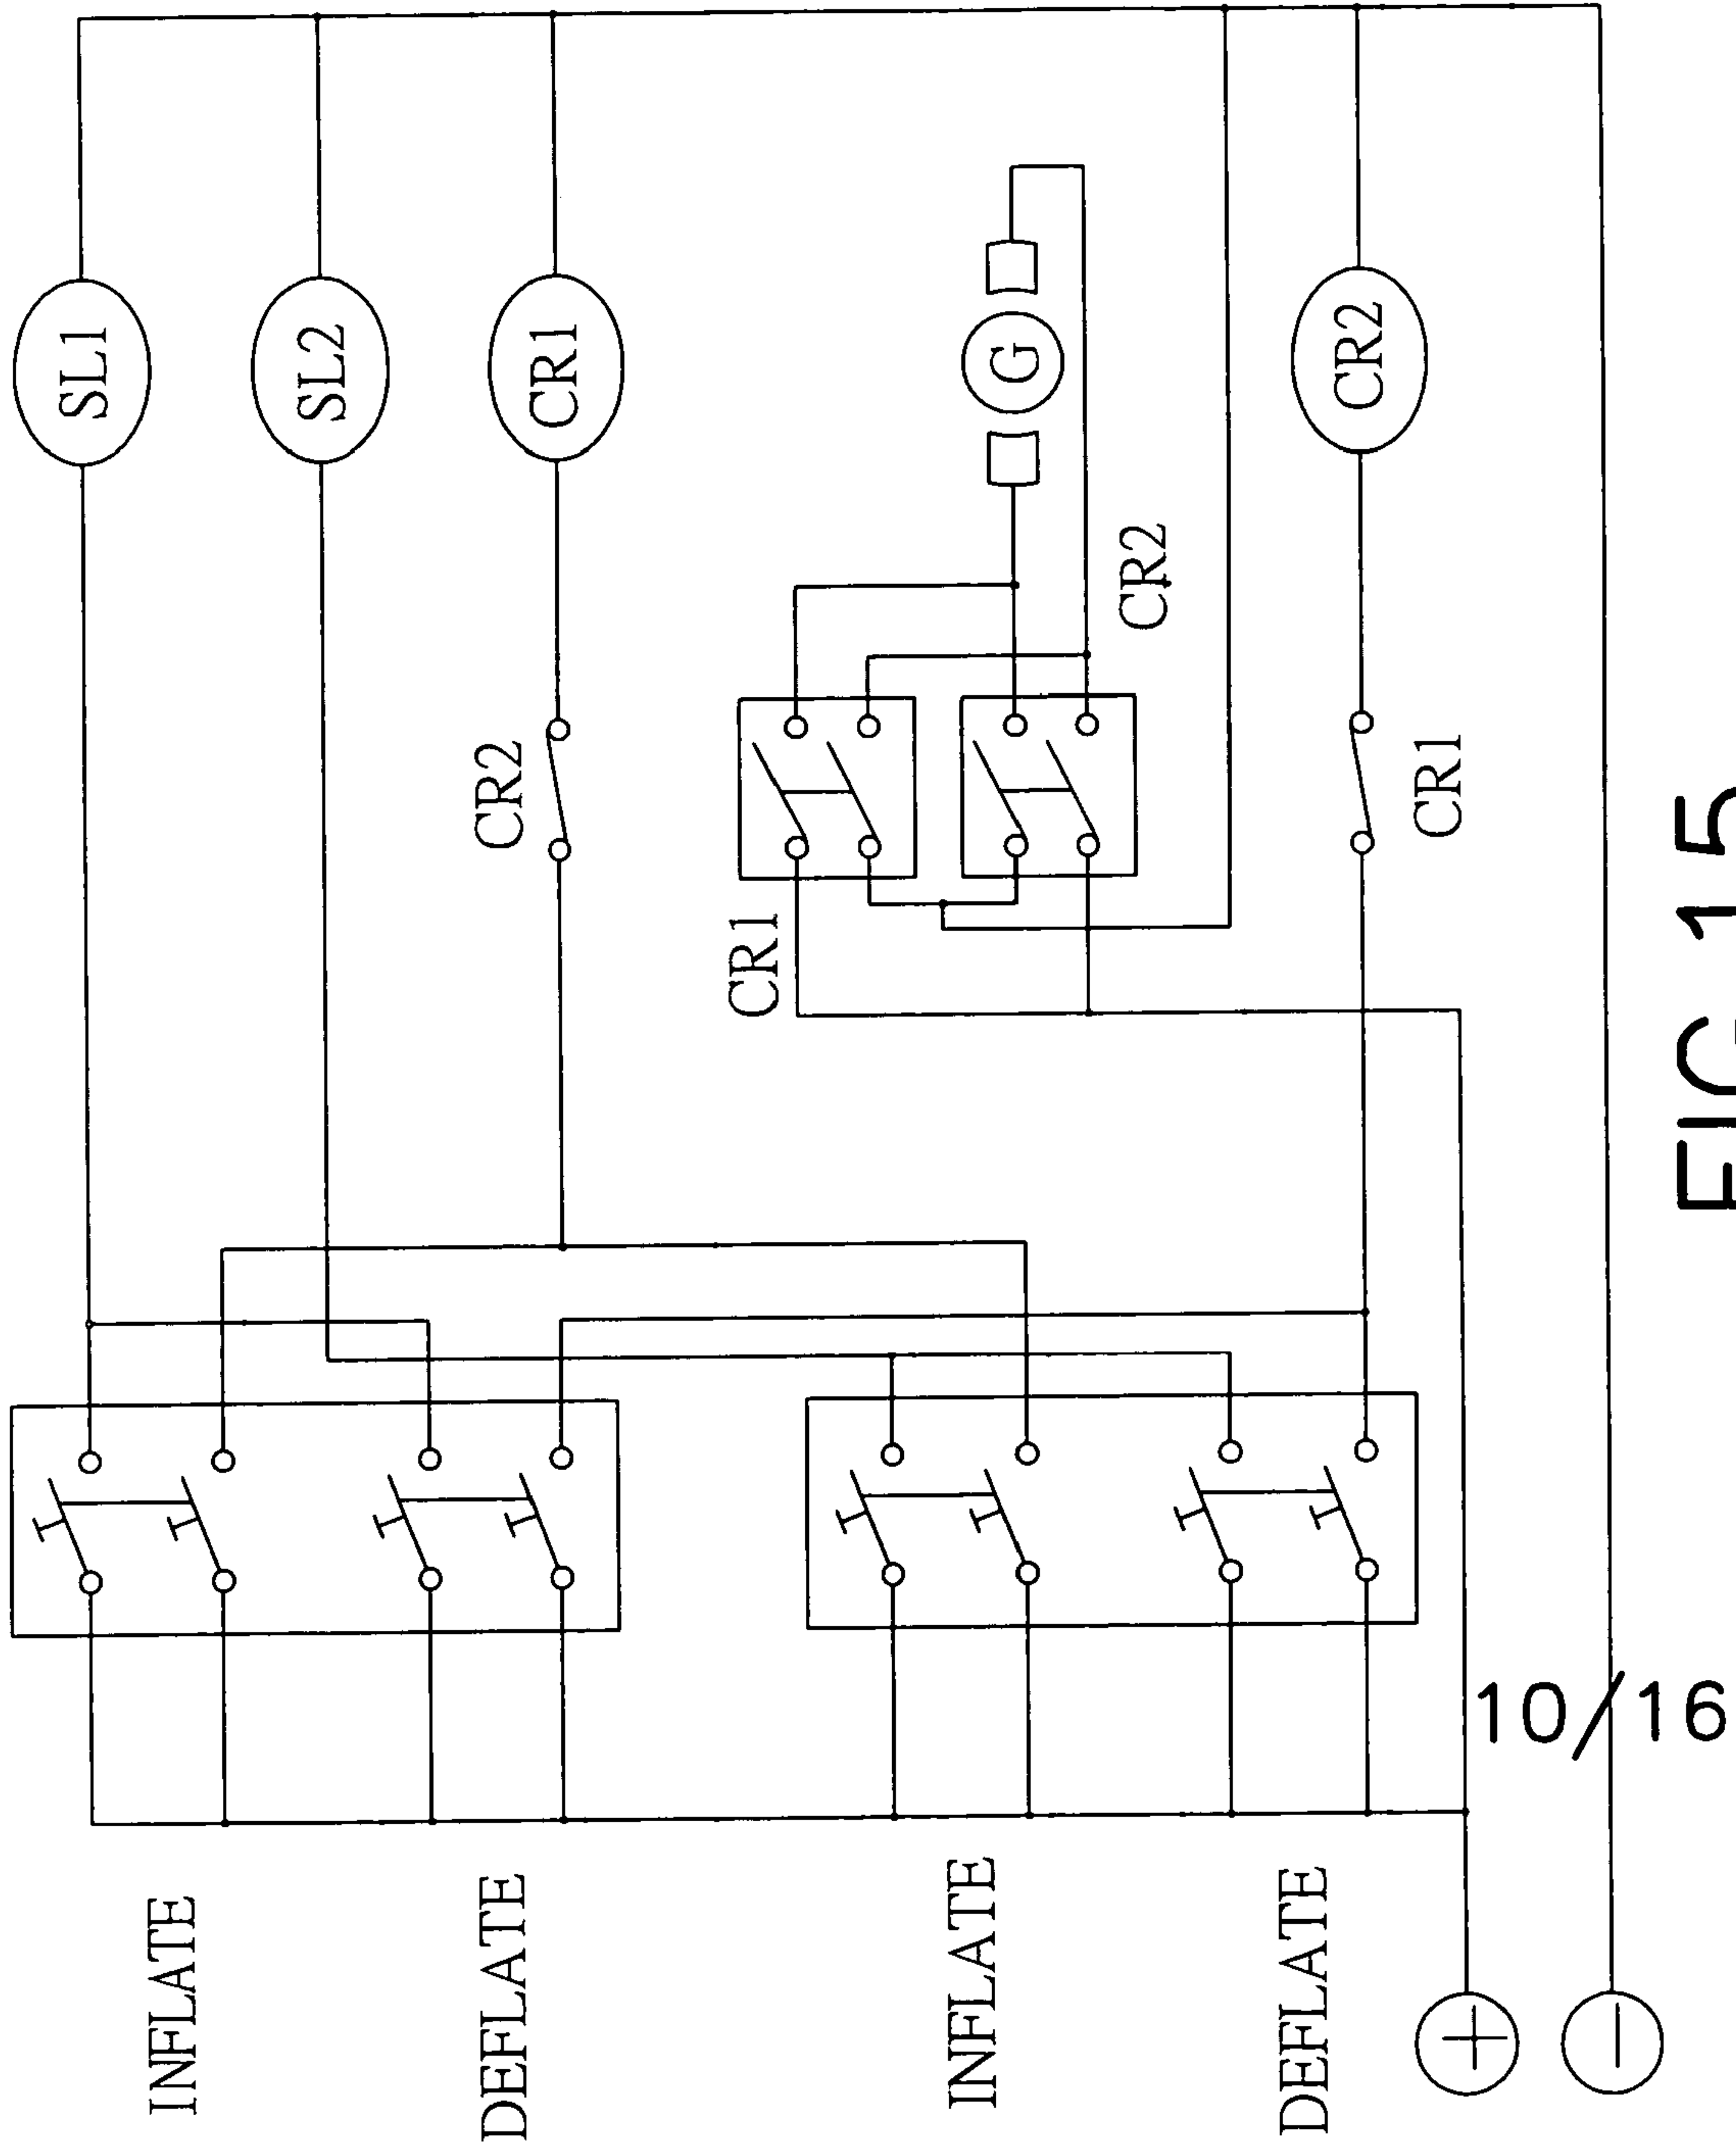 SL1
SL2
CR1
CR2
G
CR2
CR1
CR2
CR1
INFLATE
DEFLATE
INFLATE
DEFLATE
+
−
10/16
FIG 15